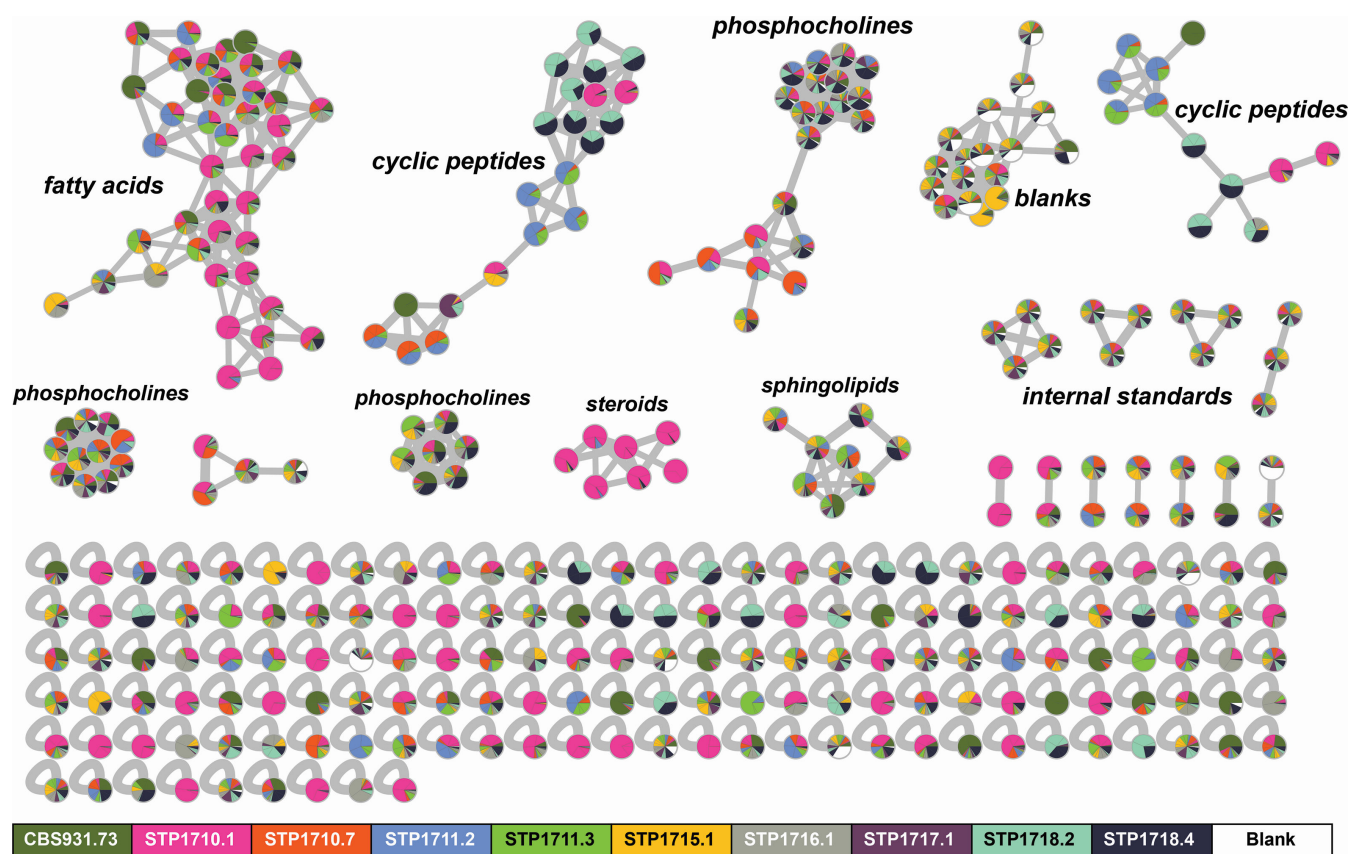 phosphocholines
cyclic peptides
cyclic peptides
fatty acids
blanks
phosphocholines
phosphocholines
steroids
sphingolipids
internal standards
CBS931.73 STP1710.1 STP1710.7 STP1711.2 STP1711.3 STP1715.1 STP1716.1 STP1717.1 STP1718.2 STP1718.4 Blank